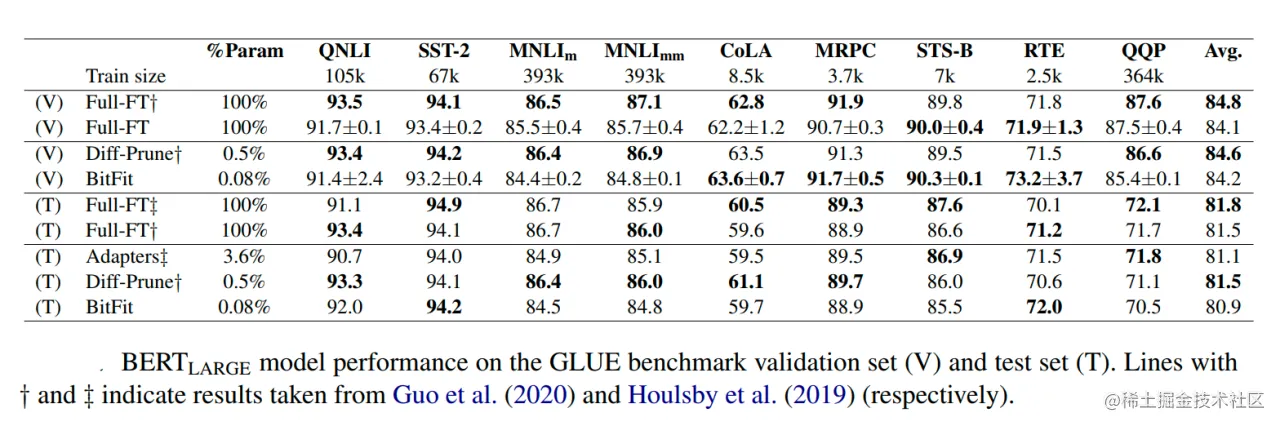 %Param QNLI SST-2 MNLIm MNLImm CoLA MRPC STS-B RTE QQP Avg.
Train size 105k 67k 393k 393k 8.5k 3.7k 7k 2.5k 364k
(V) Full-FT† 100% 93.5 94.1 86.5 87.1 62.8 91.9 89.8 71.8 87.6 84.8
(V) Full-FT 100% 91.7±0.1 93.4±0.2 85.5±0.4 85.7±0.4 62.2±1.2 90.7±0.3 90.0±0.4 71.9±1.3 87.5±0.4 84.1
(V) Diff-Prune† 0.5% 93.4 94.2 86.4 86.9 63.5 91.3 89.5 71.5 86.6 84.6
(V) BitFit 0.08% 91.4±2.4 93.2±0.4 84.4±0.2 84.8±0.1 63.6±0.7 91.7±0.5 90.3±0.1 73.2±3.7 85.4±0.1 84.2
(T) Full-FT‡ 100% 91.1 94.9 86.7 85.9 60.5 89.3 87.6 70.1 72.1 81.8
(T) Full-FT† 100% 93.4 94.1 86.7 86.0 59.6 88.9 86.6 71.2 71.7 81.5
(T) Adapters‡ 3.6% 90.7 94.0 84.9 85.1 59.5 89.5 86.9 71.5 71.8 81.1
(T) Diff-Prune† 0.5% 93.3 94.1 86.4 86.0 61.1 89.7 86.0 70.6 71.1 81.5
(T) BitFit 0.08% 92.0 94.2 84.5 84.8 59.7 88.9 85.5 72.0 70.5 80.9
BERTLARGE model performance on the GLUE benchmark validation set (V) and test set (T). Lines with
† and ‡ indicate results taken from Guo et al. (2020) and Houlsby et al. (2019) (respectively).
@稀土掘金技术社区